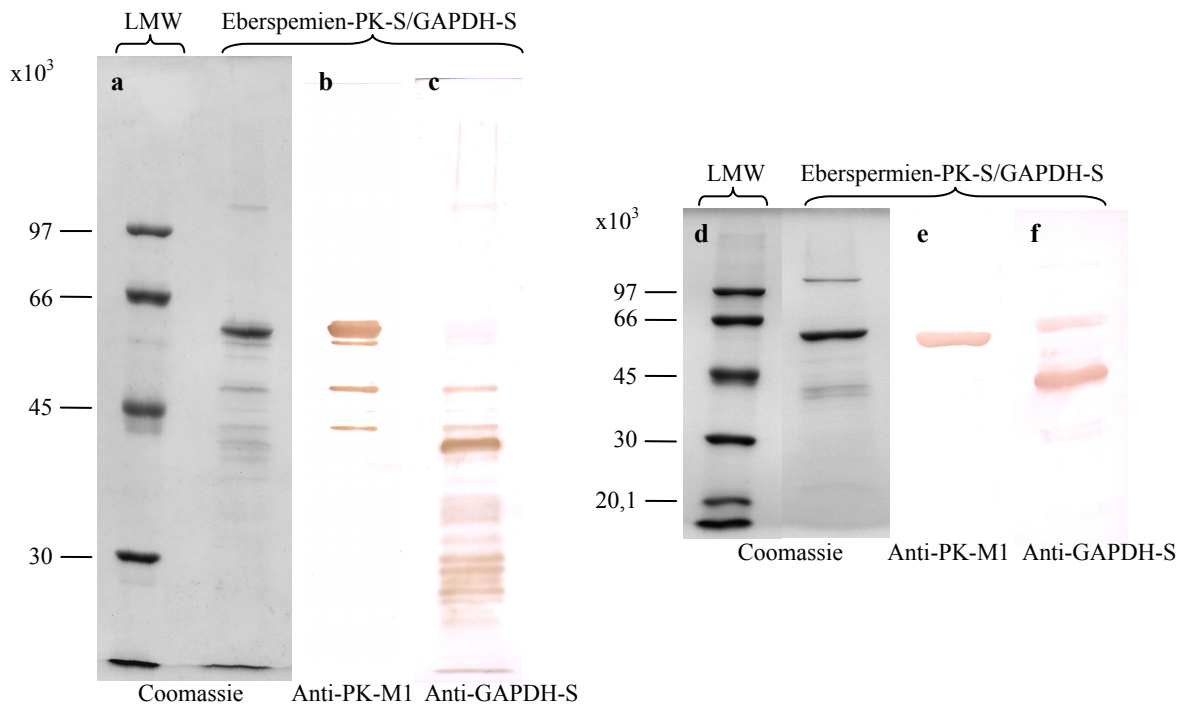 LMW Eberspemien-PK-S/GAPDH-S
x10³
a b c
97
66
45
30
Coomassie Anti-PK-M1 Anti-GAPDH-S
LMW Eberspermien-PK-S/GAPDH-S
x10³
d e f
97
66
45
30
20,1
Coomassie Anti-PK-M1 Anti-GAPDH-S